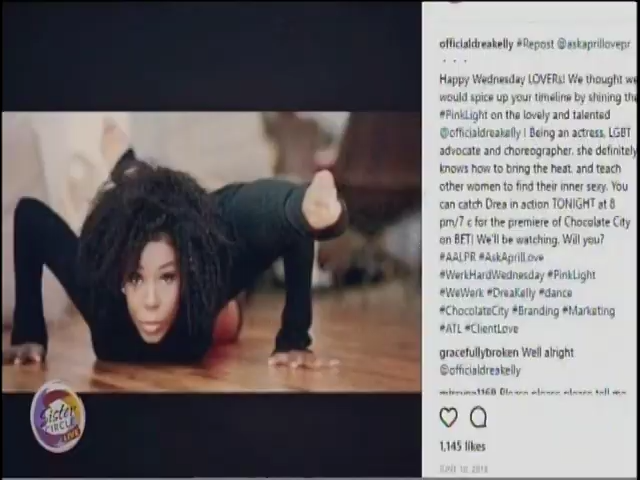 officialdreakelly #Repost @askaprillovepr
. . .
Happy Wednesday LOVERs! We thought we
would spice up your timeline by shining the
#PinkLight on the lovely and talented
@officialdreakelly ! Being an actress, LGBT
advocate and choreographer, she definitely
knows how to bring the heat, and teach
other women to find their inner sexy. You
can catch Drea in action TONIGHT at 8
pm/7 c for the premiere of Chocolate City
on BET! We'll be watching. Will you?
#AALPR #AskAprilLove
#WerkHardWednesday #PinkLight
#WeWerk #DreaKelly #dance
#ChocolateCity #Branding #Marketing
#ATL #ClientLove
gracefullybroken Well alright
@officialdreakelly
Please please please tell me
1,145 likes
Sister
CIRCLE
LIVE